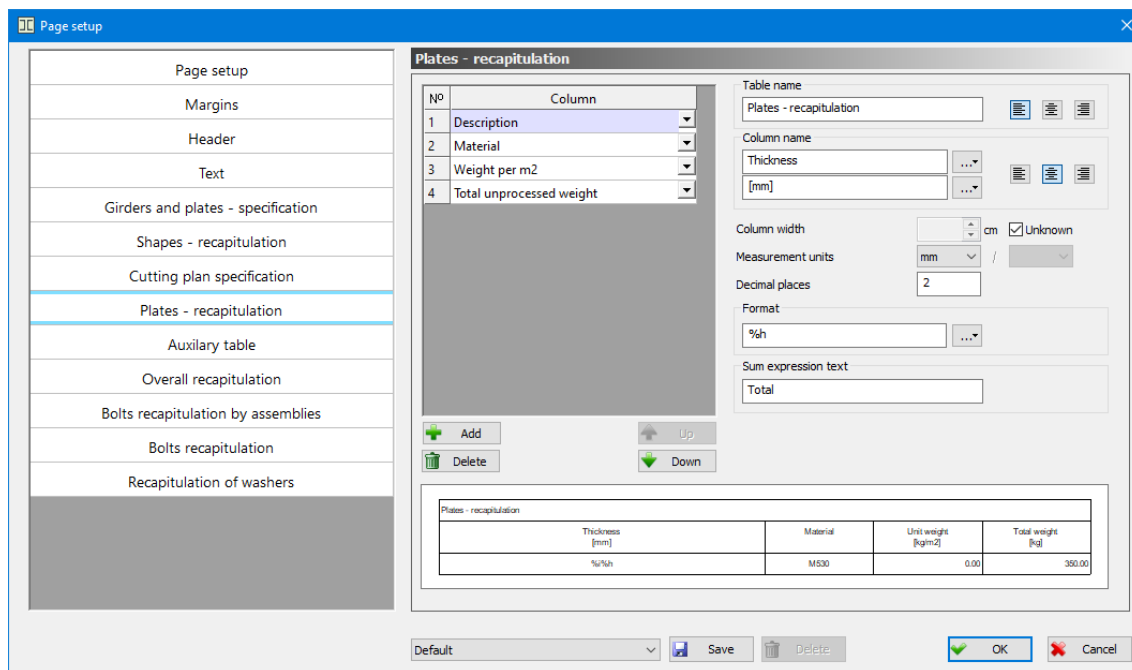 Page setup
Page setup
Margins
Header
Text
Girders and plates - specification
Shapes - recapitulation
Cutting plan specification
Plates - recapitulation
Auxilary table
Overall recapitulation
Bolts recapitulation by assemblies
Bolts recapitulation
Recapitulation of washers
Plates - recapitulation
Nº Column
1 Description
2 Material
3 Weight per m2
4 Total unprocessed weight
Add
Up
Delete
Down
Table name
Plates - recapitulation
Column name
Thickness ...
[mm] ...
Column width cm Unknown
Measurement units mm /
Decimal places 2
Format
%h ...
Sum expression text
Total
Plates - recapitulation
Thickness Material Unit weight Total weight
[mm] [kg/m2] [kg]
%i%h M530 0.00 350.00
Default Save Delete OK Cancel